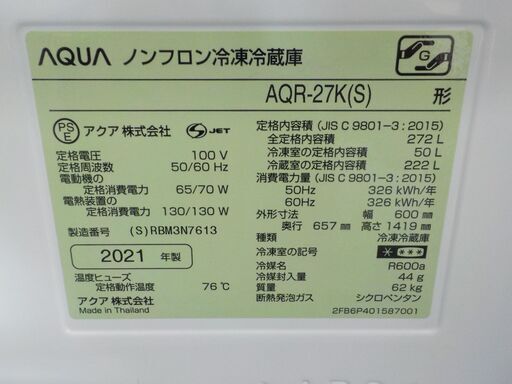 AQUA ノンフロン冷凍冷蔵庫
G
AQR-27K(S) 形
PS E アクア 株式会社 S JET
定格電圧 100 V
定格周波数 50/60 Hz
電動機の
定格消費電力 65/70 W
電熱装置の
定格消費電力 130/130 W
製造番号 (S)RBM3N7613
2021 年製
温度ヒューズ
定格動作温度 76℃
アクア 株式会社
Made in Thailand
定格内容積 (JIS C 9801-3:2015)
全定格内容積 272 L
冷凍室の定格内容積 50 L
冷蔵室の定格内容積 222 L
消費電力量 (JIS C 9801-3:2015)
50Hz 326 kWh/年
60Hz 326 kWh/年
外形寸法 幅 600 mm
奥行 657 mm 高さ 1419 mm
種類 冷凍冷蔵庫
冷凍室の記号
冷媒名 R600a
冷媒封入量 44 g
質量 62 kg
断熱発泡ガス シクロペンタン
2FB6P401587001